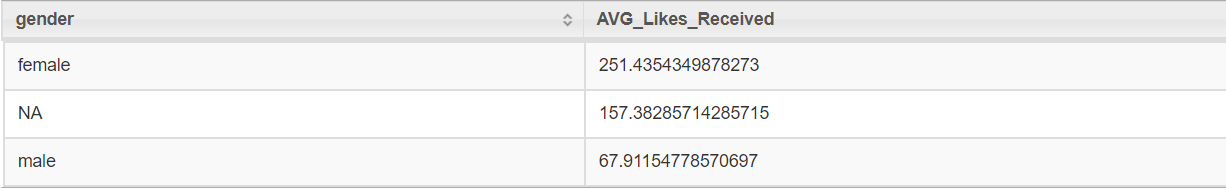 gender AVG_Likes_Received
female 251.4354349878273
NA 157.38285714285715
male 67.91154778570697